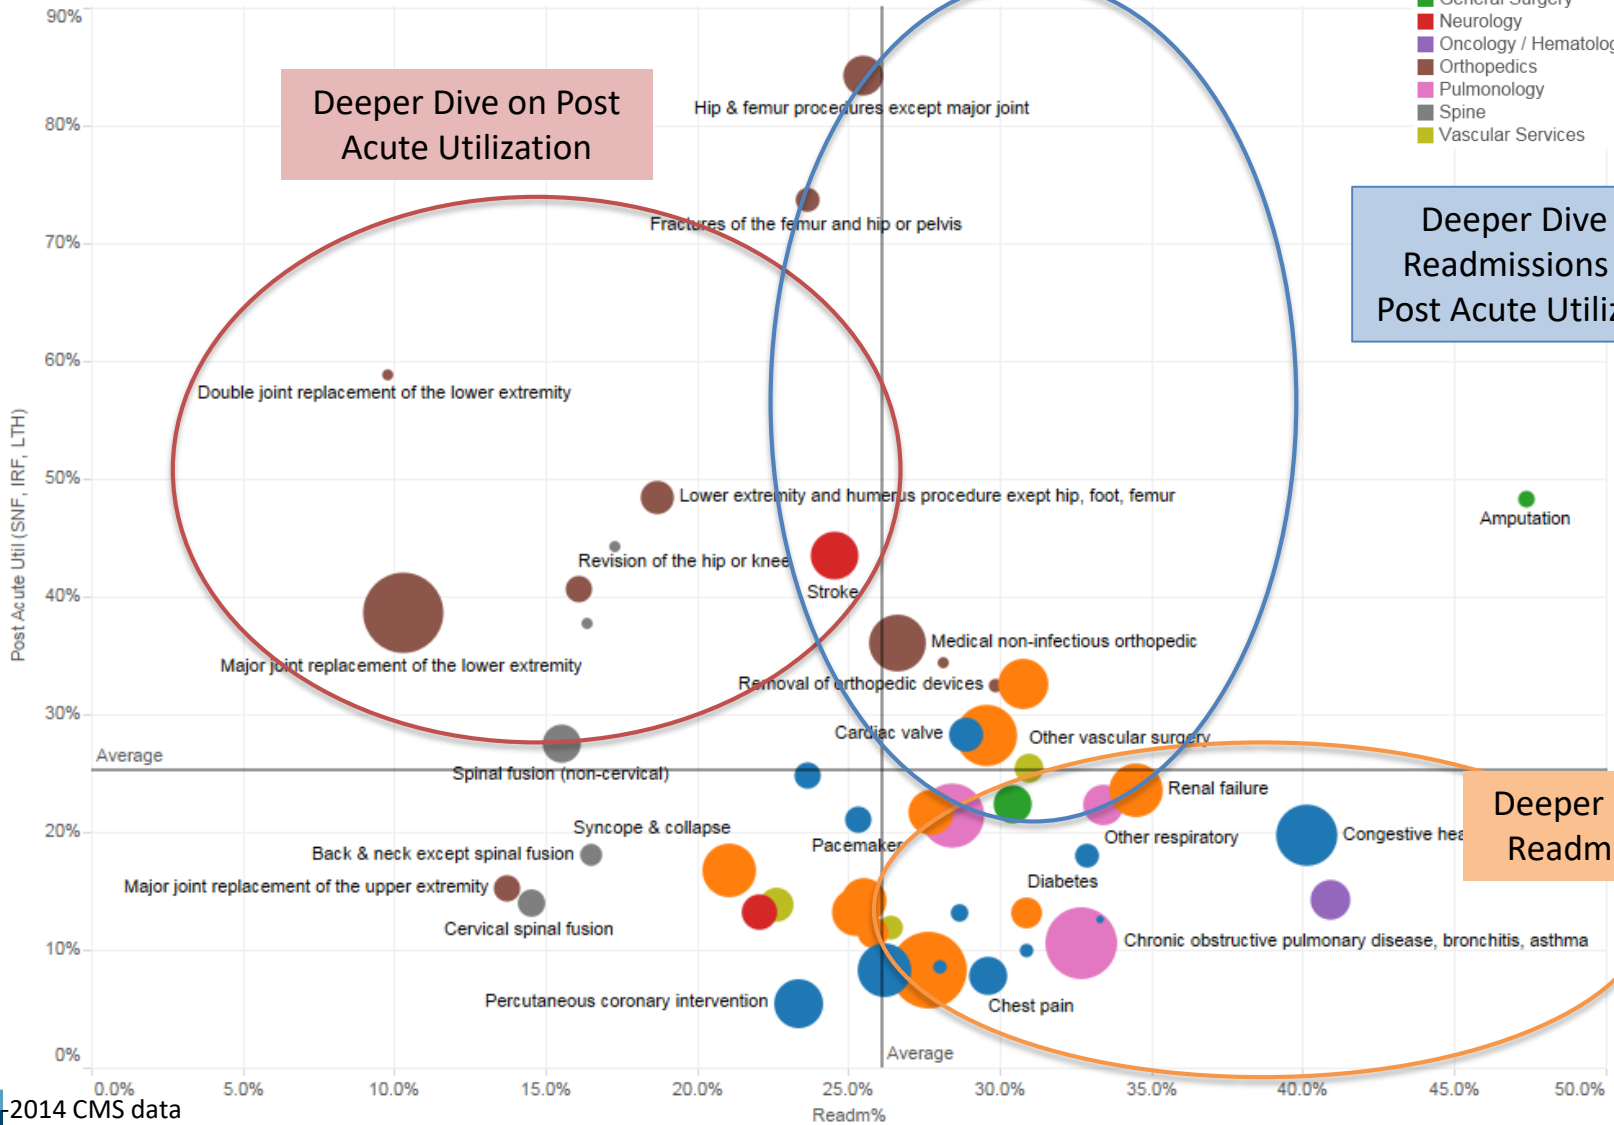 90%
80%
70%
60%
50%
40%
30%
20%
10%
0%
Post Acute Util (SNF, IRF, LTH)
General Surgery
Neurology
Orthopedics
Pulmonology
Spine
Vascular Services
Oncology /
Deeper Dive on Post
Acute Utilization
Deeper Dive
Readmissions
Post Acute
Hip & femur procedures except major joint
Fractures of the femur and hip or pelvis
Double joint replacement of the lower extremity
Lower extremity and humerus procedure exept hip, foot, femur
Amputation
Revision of the hip or knee
Stroke
Medical non-infectious orthopedic
Major joint replacement of the lower extremity
Removal of orthopedic devices
Cardiac valve
Other vascular surgery
Average
Spinal fusion (non-cervical)
Renal failure
Deeper
Syncope & collapse
Pacemaker
Other respiratory
Congestive
Back & neck except spinal fusion
Diabetes
Major joint replacement of the upper extremity
Cervical spinal fusion
Chronic obstructive pulmonary disease, bronchitis, asthma
Percutaneous coronary intervention
Chest pain
Average
0.0%
5.0%
10.0%
15.0%
20.0%
25.0%
30.0%
35.0%
40.0%
45.0%
50.0%
Readm%
-2014 CMS data